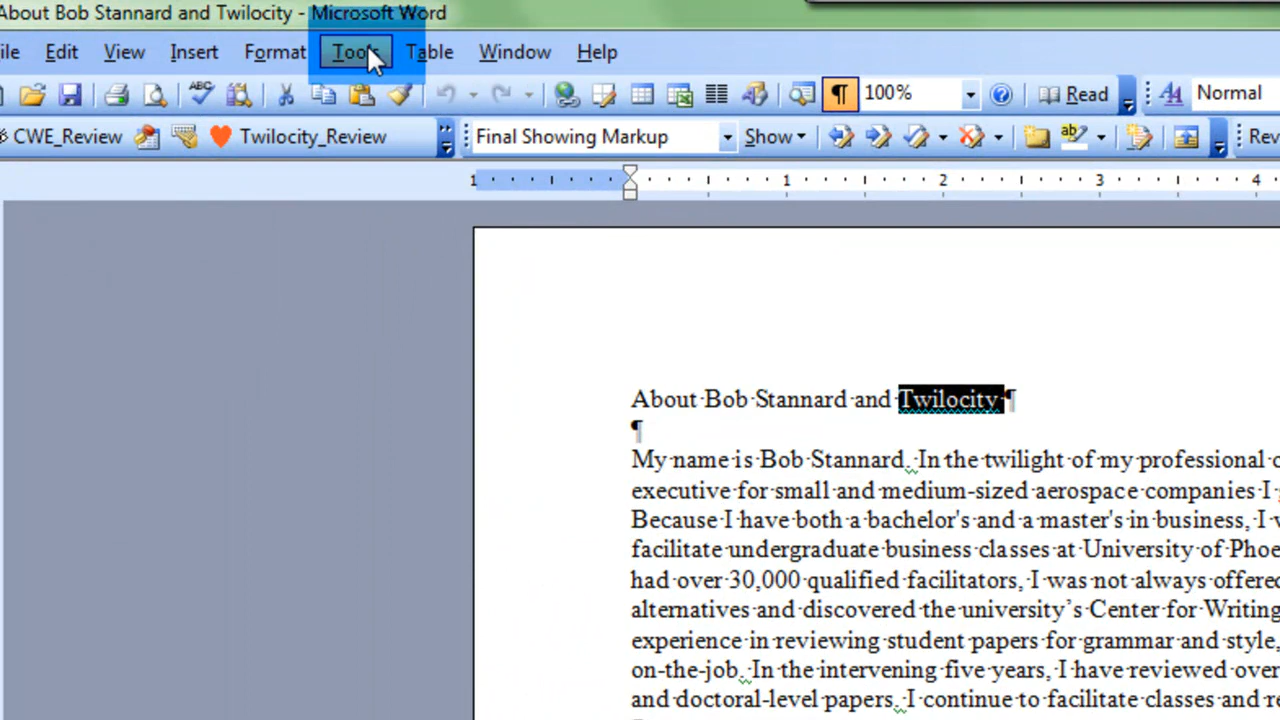 About Bob Stannard and Twilocity - Microsoft Word
ile Edit View Insert Format Tools Table Window Help
ABC 100% Read Normal
CWE_Review Twilocity_Review Final Showing Markup Show ab Rev
1 1 2 3 4
About Bob Stannard and Twilocity ¶
¶
My name is Bob Stannard. In the twilight of my professional c
executive for small and medium-sized aerospace companies I
Because I have both a bachelor's and a master's in business, I v
facilitate undergraduate business classes at University of Phoe
had over 30,000 qualified facilitators, I was not always offered
alternatives and discovered the university’s Center for Writing
experience in reviewing student papers for grammar and style,
on-the-job. In the intervening five years, I have reviewed over
and doctoral-level papers. I continue to facilitate classes and re